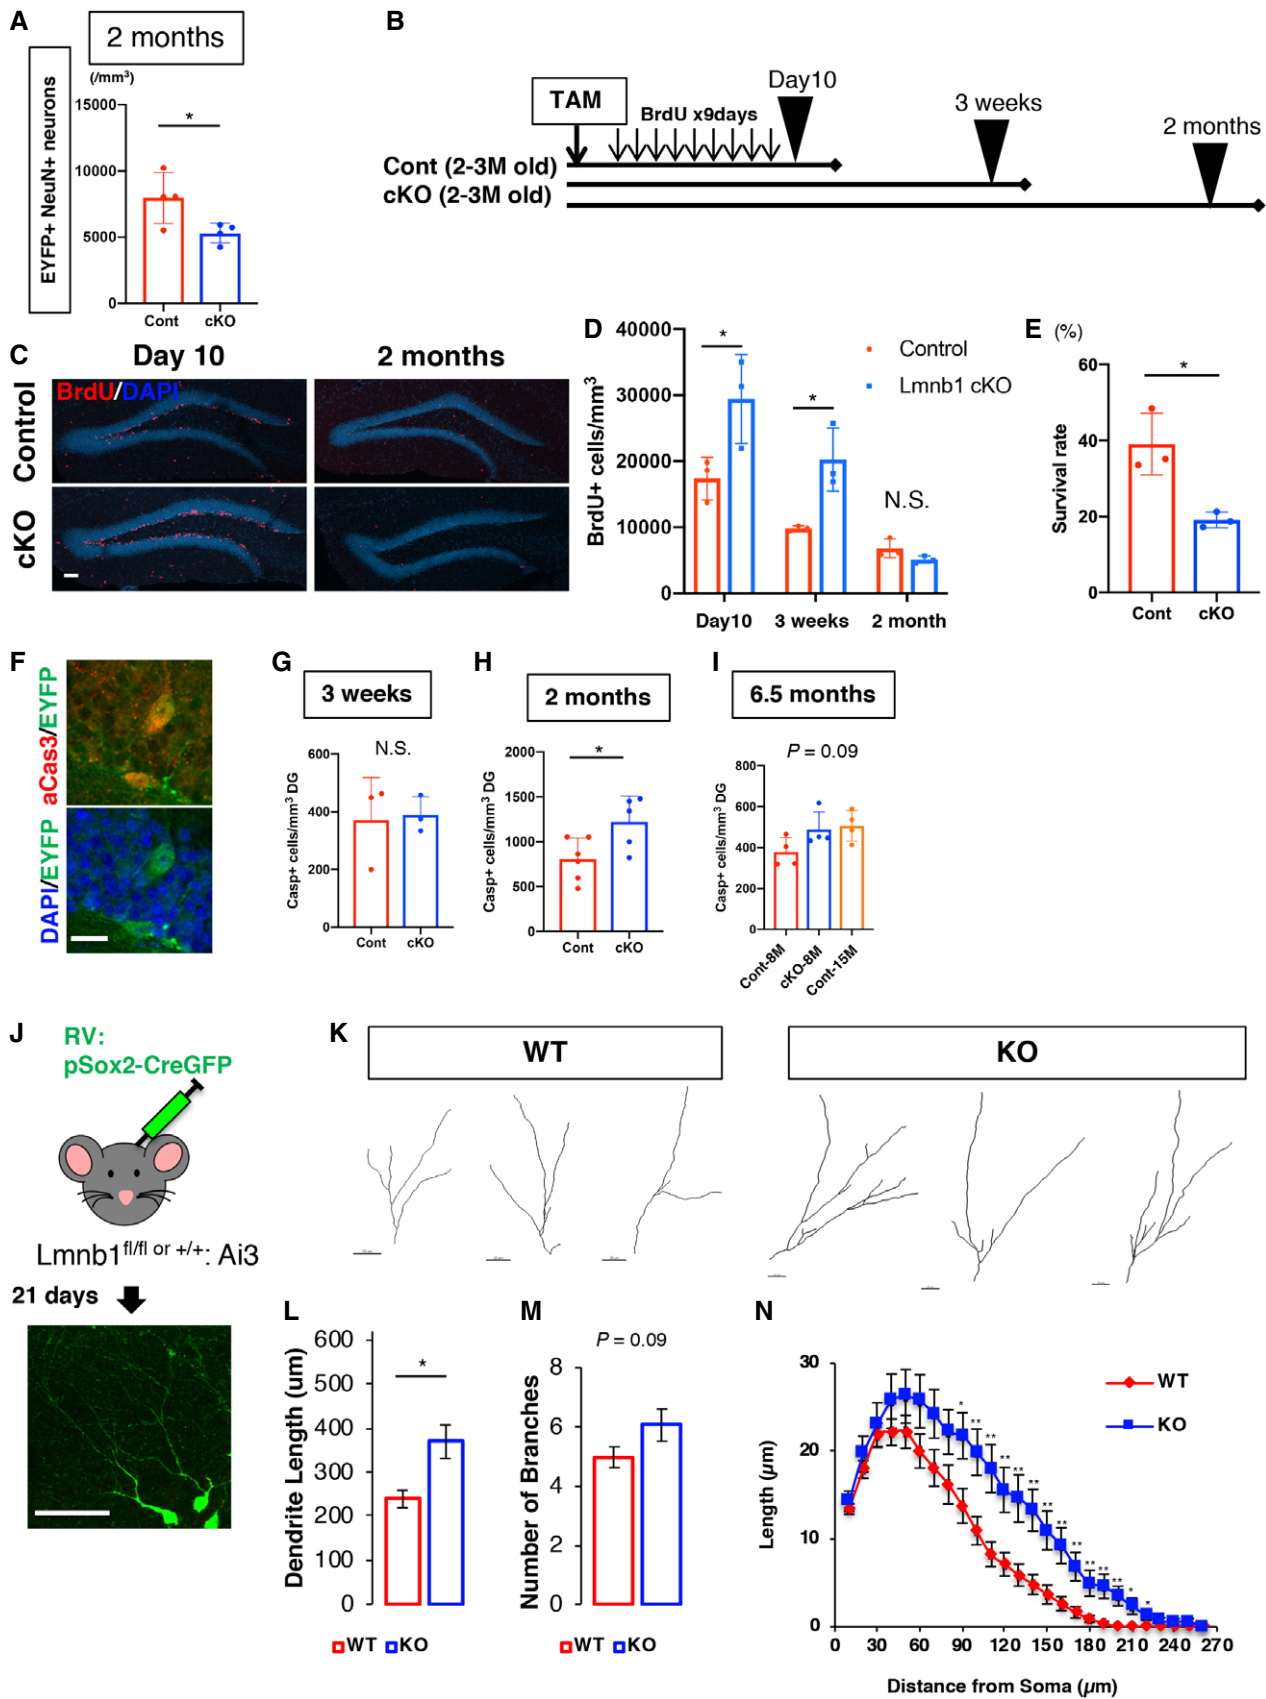 A
2 months
(/mm³)
EYFP+ NeuN+ neurons
15000
10000
5000
0
*
Cont
cKO
B
TAM
BrdU x9days
Day10
3 weeks
2 months
Cont (2-3M old)
cKO (2-3M old)
C
Day 10
2 months
Control
cKO
BrdU/DAPI
D
BrdU+ cells/mm³
40000
30000
20000
10000
0
*
*
N.S.
Control
Lmnb1 cKO
Day10
3 weeks
2 month
E
(%)
Survival rate
60
40
20
0
*
Cont
cKO
F
aCas3/EYFP
DAPI/EYFP
G
3 weeks
N.S.
Casp+ cells/mm³ DG
600
400
200
0
Cont
cKO
H
2 months
*
Casp+ cells/mm³ DG
2000
1500
1000
500
0
Cont
cKO
I
6.5 months
P = 0.09
Casp+ cells/mm³ DG
800
600
400
200
0
Cont-8M
cKO-8M
Cont-15M
J
RV:
pSox2-CreGFP
Lmnb1fl/fl or +/+: Ai3
21 days
K
WT
KO
L
Dendrite Length (um)
600
500
400
300
200
100
0
*
WT
KO
M
P = 0.09
Number of Branches
8
6
4
2
0
WT
KO
N
Length (µm)
30
20
10
0
WT
KO
*
**
**
**
**
**
**
**
**
**
**
**
*
*
0
30
60
90
120
150
180
210
240
270
Distance from Soma (µm)